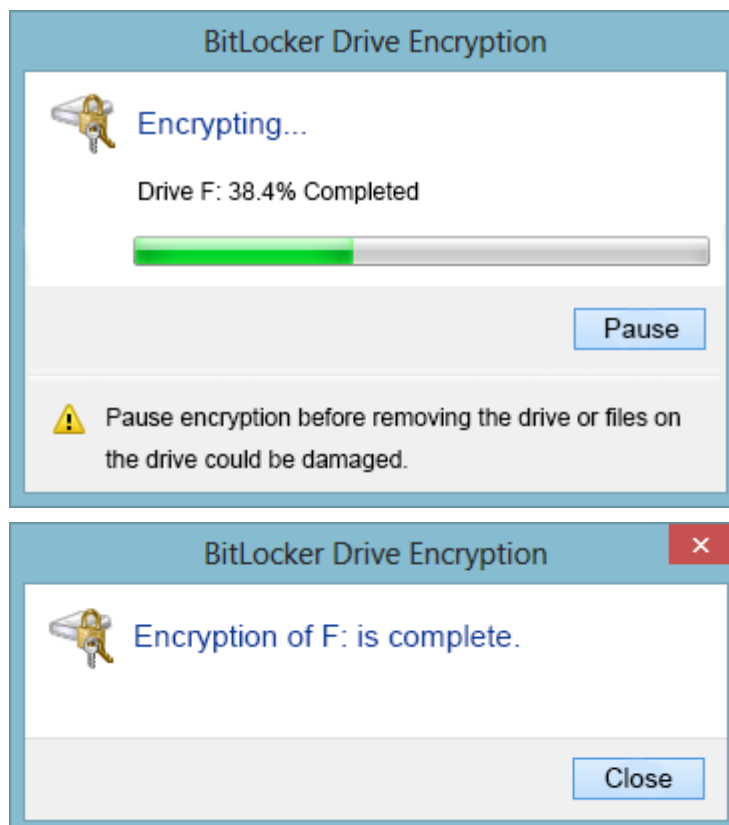 BitLocker Drive Encryption
Encrypting...
Drive F: 38.4% Completed
Pause
Pause encryption before removing the drive or files on
the drive could be damaged.
BitLocker Drive Encryption
Encryption of F: is complete.
Close